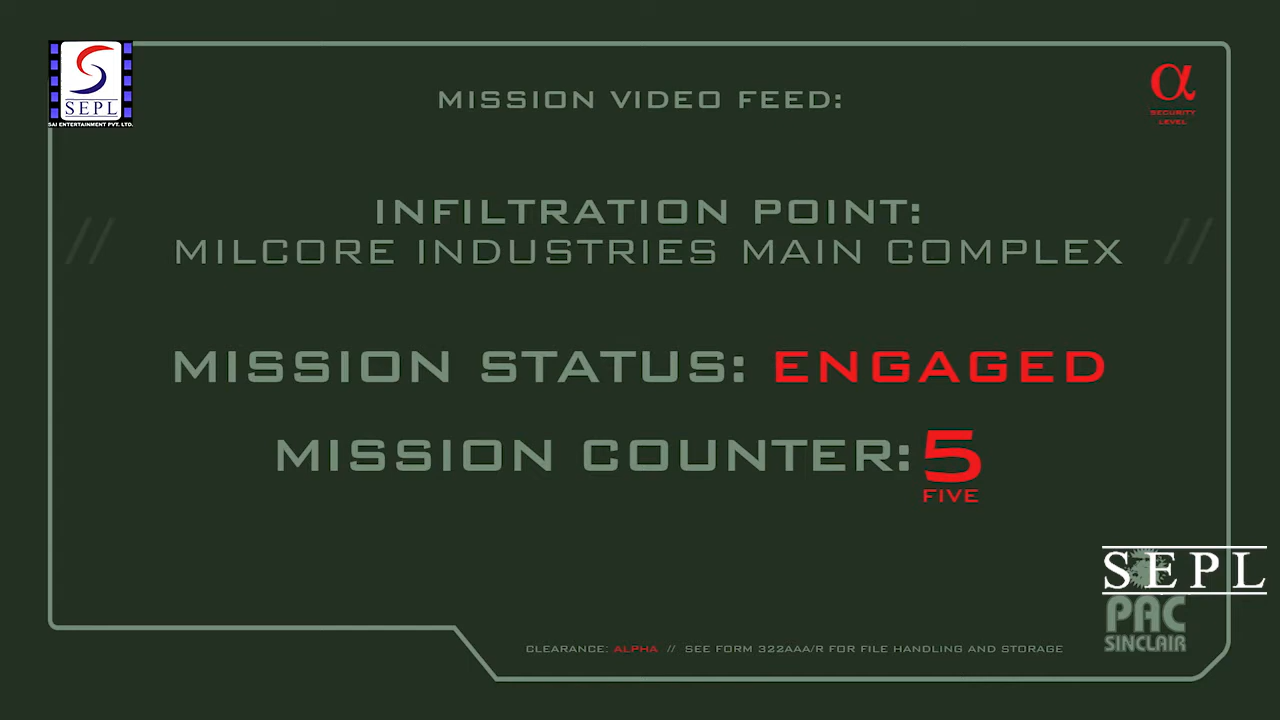 SEPL
SAI ENTERTAINMENT PVT. LTD.
MISSION VIDEO FEED:
α
SECURITY
LEVEL
INFILTRATION POINT:
// MILCORE INDUSTRIES MAIN COMPLEX //
MISSION STATUS: ENGAGED
MISSION COUNTER: 5
FIVE
SEPL
PAC
SINCLAIR
CLEARANCE: ALPHA // SEE FORM 322AAA/R FOR FILE HANDLING AND STORAGE